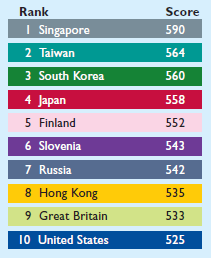 Rank Score
1 Singapore 590
2 Taiwan 564
3 South Korea 560
4 Japan 558
5 Finland 552
6 Slovenia 543
7 Russia 542
8 Hong Kong 535
9 Great Britain 533
10 United States 525